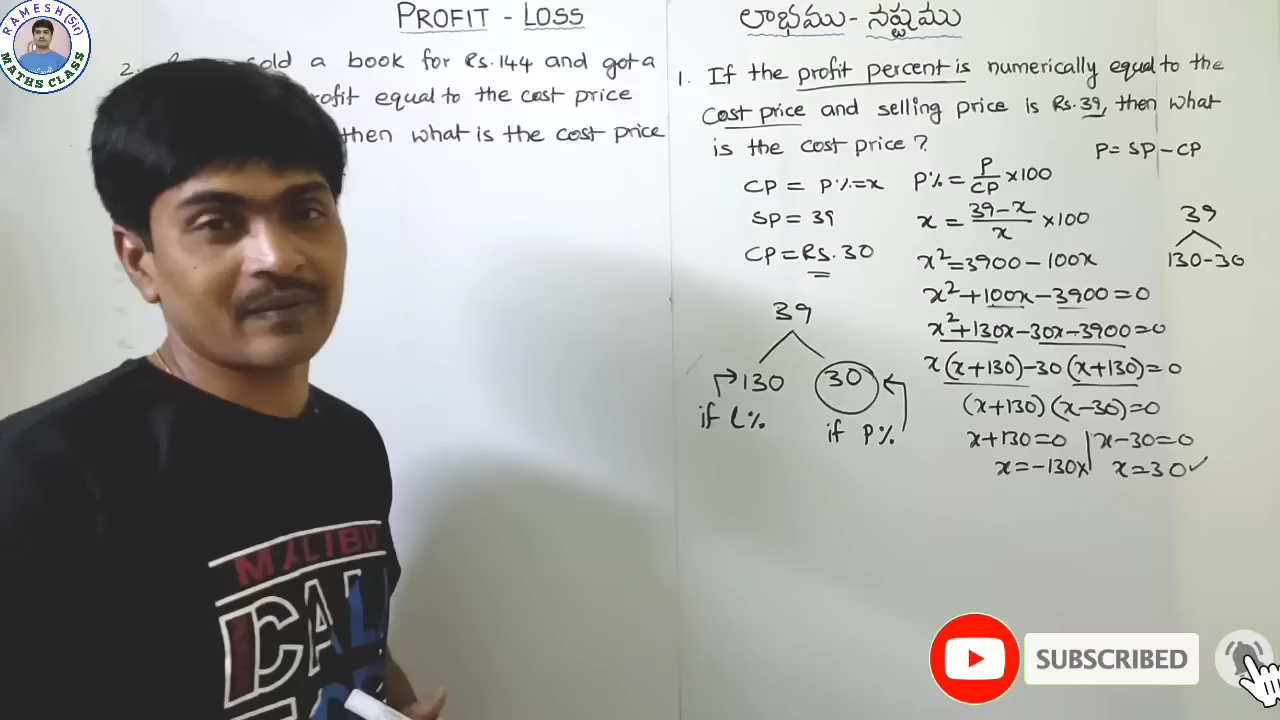 RAMESH (Sir)
MATHS CLASS
PROFIT - LOSS
లాభము - నష్టము
2. sold a book for Rs.144 and got a
profit equal to the cost price
then what is the cost price
1. If the profit percent is numerically equal to the
cost price and selling price is Rs.39, then what
is the cost price?
P = SP - CP
CP = P% = x
SP = 39
CP = Rs.30
39
130 30
if L%
if P%
P% = P/CP × 100
x = 39-x/x × 100
x² = 3900 - 100x
x² + 100x - 3900 = 0
x² + 130x - 30x - 3900 = 0
x(x+130) - 30(x+130) = 0
(x+130)(x-30) = 0
x+130=0 | x-30=0
x=-130x | x=30✓
39
130-30
MALIBU
CALI
SUBSCRIBED